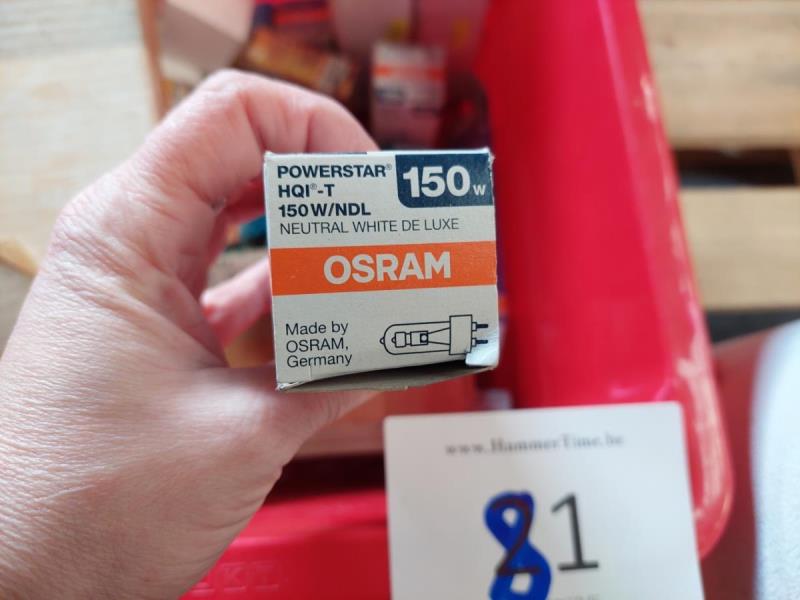 POWERSTAR®
HQI®-T
150W/NDL
150W
NEUTRAL WHITE DE LUXE
OSRAM
Made by
OSRAM,
Germany
www.HammerTime.be
81